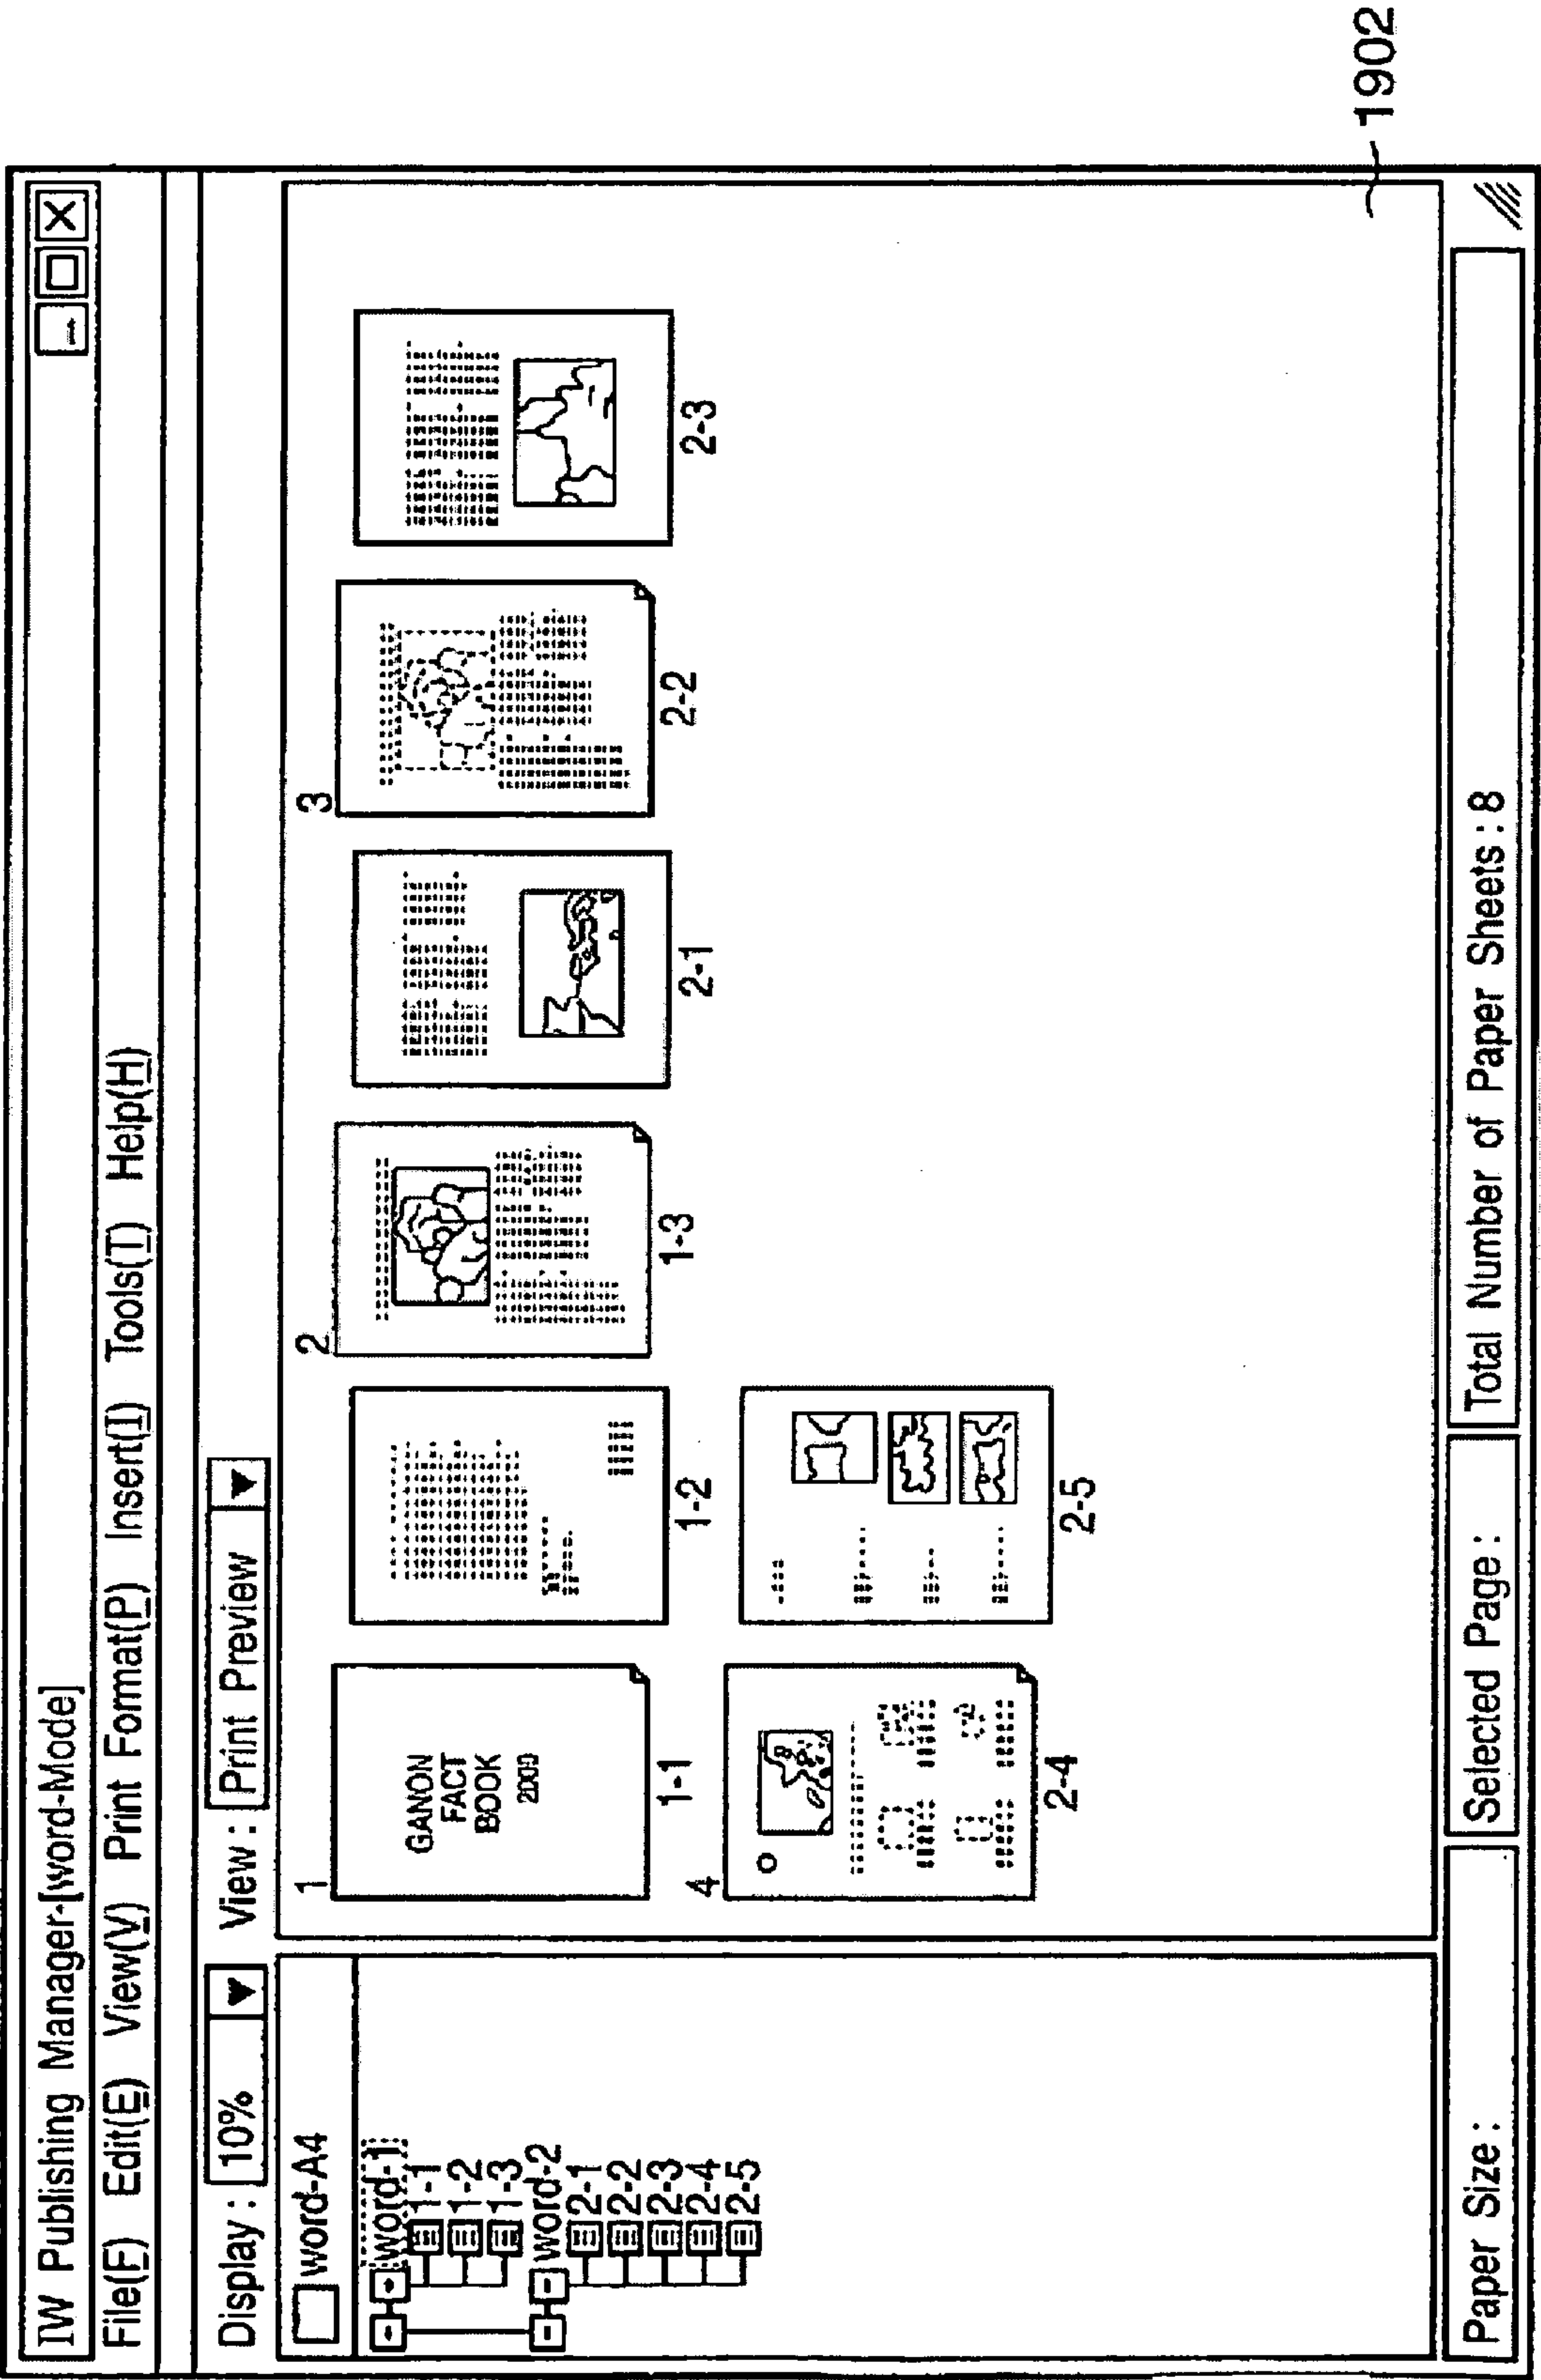 IW Publishing Manager-[word-Mode]
File(F) Edit(E) View(V) Print Format(P) Insert(I) Tools(T) Help(H)
Display : 10% View : Print Preview
word-A4
word-1
1-1
1-2
1-3
word-2
2-1
2-2
2-3
2-4
2-5
1 2 3
GANON
FACT
BOOK
2000
1-1 1-2 1-3 2-1 2-2 2-3
4
2-4 2-5
Paper Size : Selected Page : Total Number of Paper Sheets : 8
1902